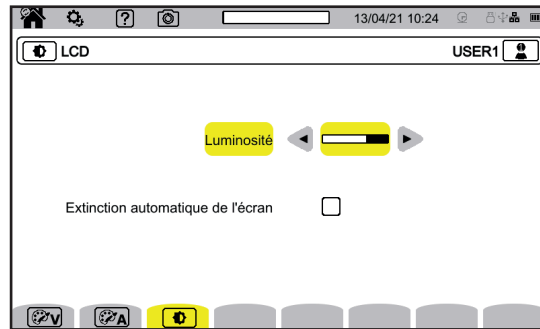 13/04/21 10:24
LCD
USER1
Luminosité
Extinction automatique de l'écran
V
A